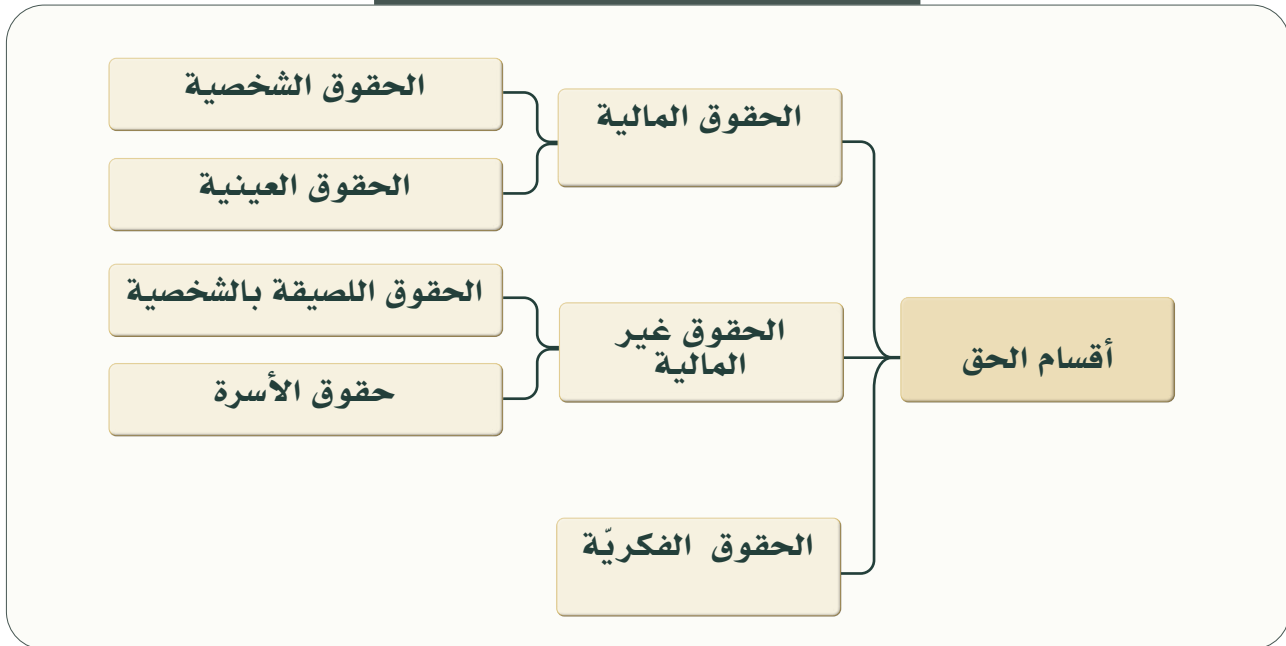 أقسام الحق
الحقوق المالية
الحقوق الشخصية
الحقوق العينية
الحقوق غير
المالية
الحقوق اللصيقة بالشخصية
حقوق الأسرة
الحقوق الفكريّة